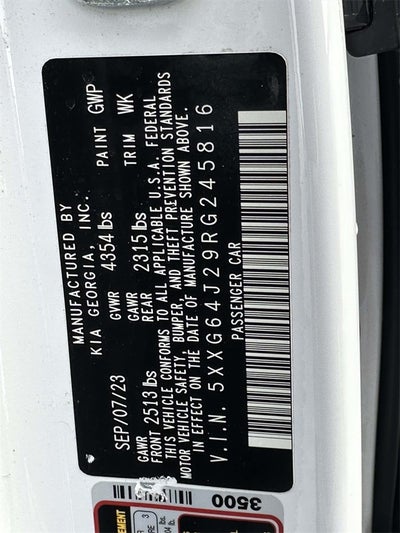 MANUFACTURED BY
KIA GEORGIA, INC.
SEP/07/23 GVWR 4354 lbs PAINT GWP
GAWR FRONT 2513 lbs GAWR REAR 2315 lbs TRIM WK
THIS VEHICLE CONFORMS TO ALL APPLICABLE U.S.A. FEDERAL
MOTOR VEHICLE SAFETY, BUMPER, AND THEFT PREVENTION STANDARDS
IN EFFECT ON THE DATE OF MANUFACTURE SHOWN ABOVE.
V.I.N. 5XXG64J29RG245816
PASSENGER CAR
3500